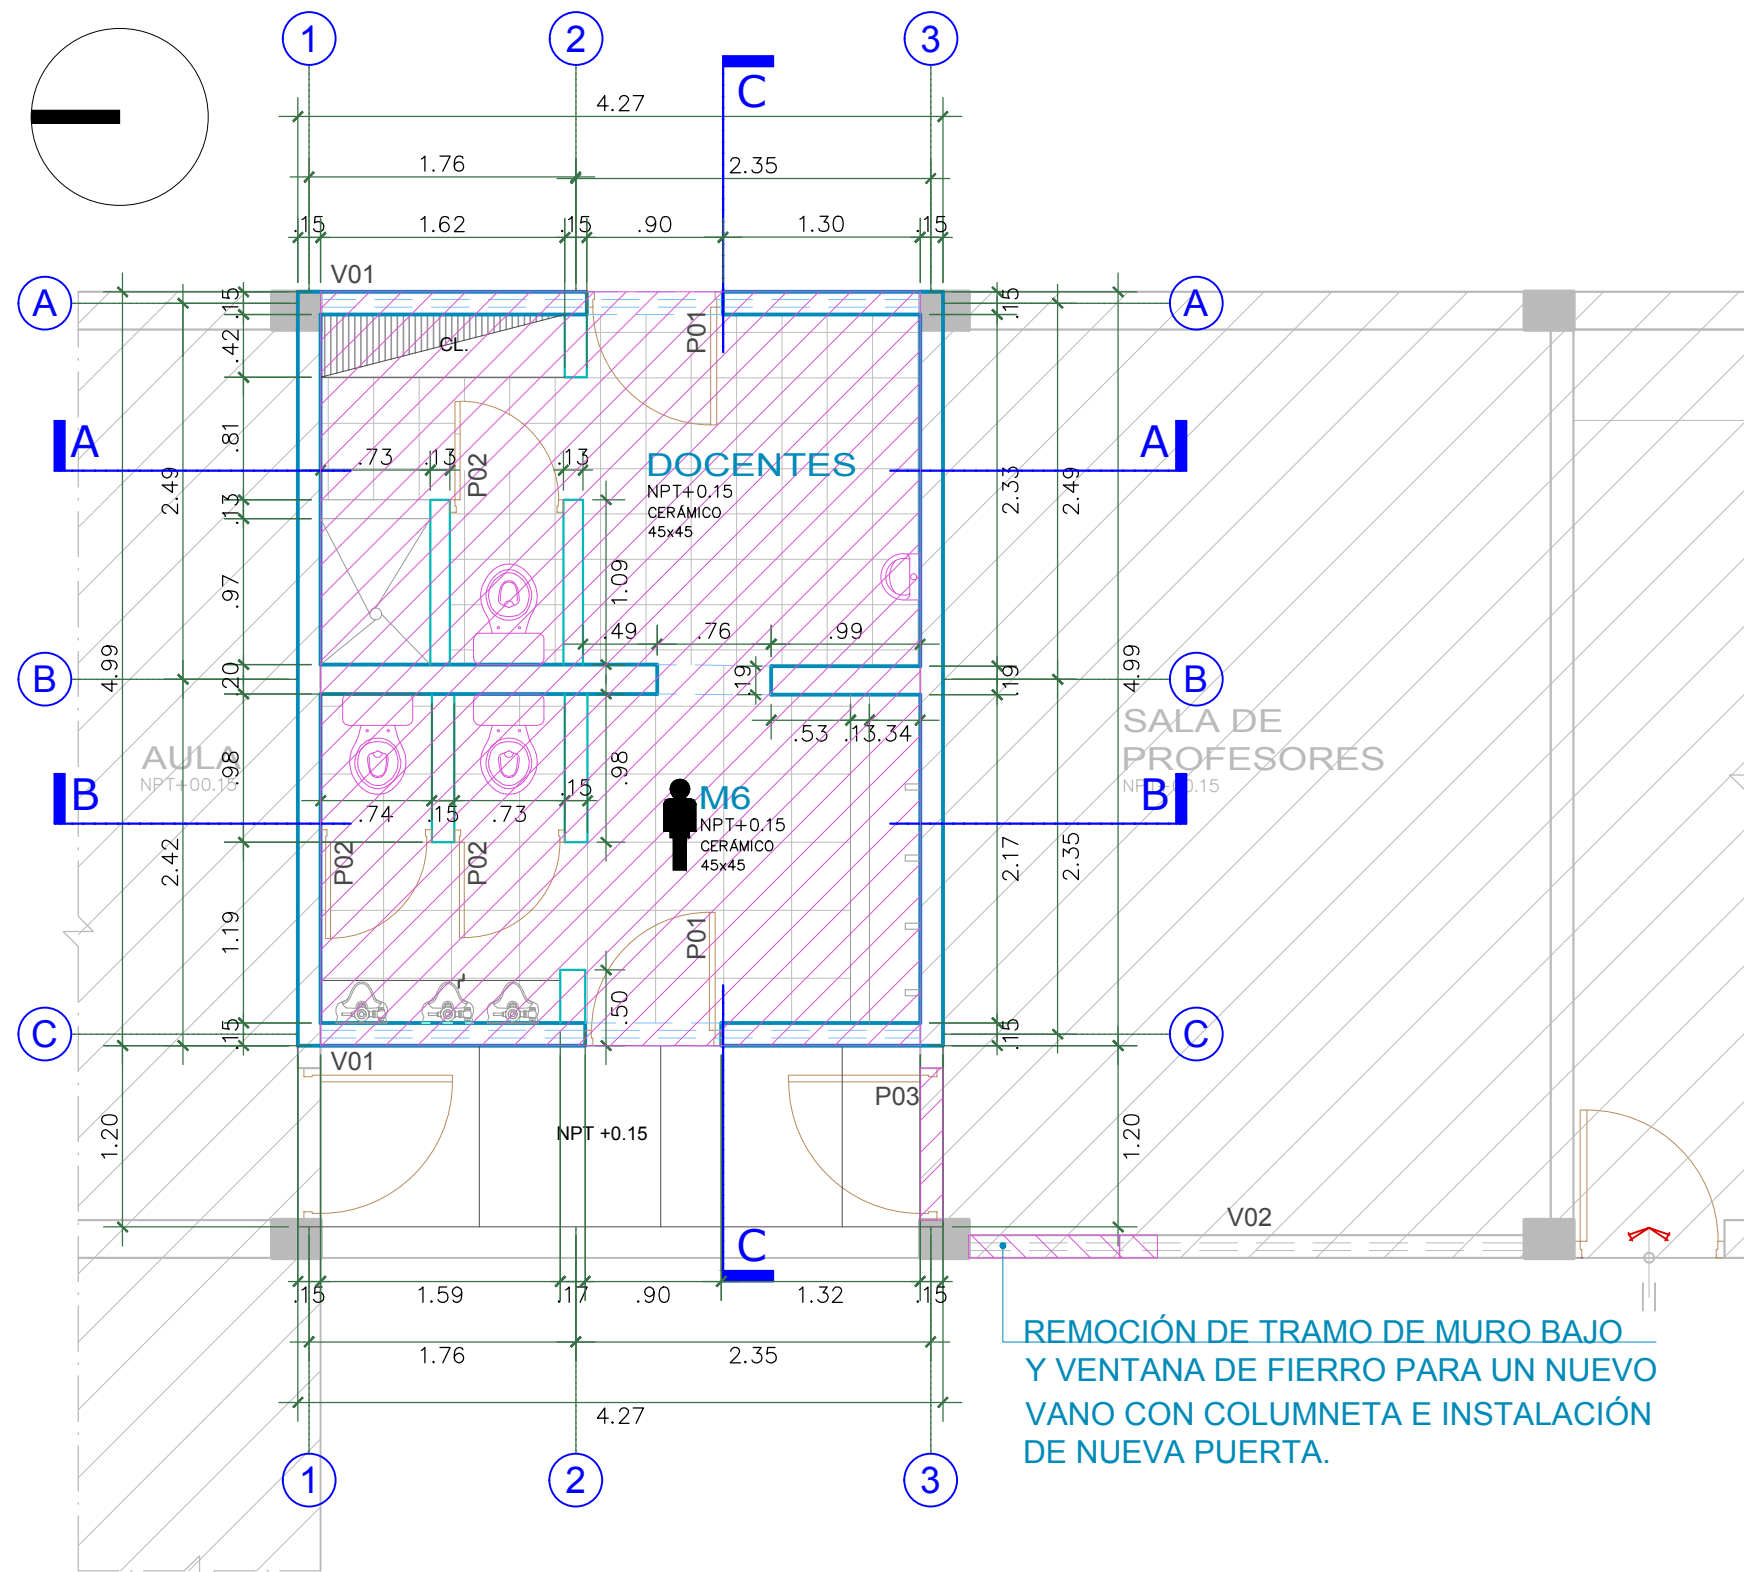 1
2
3
C
4.27
1.76
2.35
.15
1.62
.15
.90
1.30
.15
V01
A
A
.15
.15
.42
CL.
P01
A
A
.81
.73
.13
P02
.13
DOCENTES
NPT+0.15
CERÁMICO
45x45
2.49
.13
2.33
2.49
.97
1.09
.49
.76
.99
4.99
B
.20
.19
.19
4.99
B
.53
.13
.34
SALA DE
PROFESORES
NPT+00.15
AULA
NPT+00.15
.98
.98
B
B
.74
.15
.73
.15
M6
NPT+0.15
CERÁMICO
45x45
2.42
P02
P02
2.17
2.35
1.19
P01
.50
C
.15
.15
C
V01
P03
1.20
NPT +0.15
1.20
V02
C
.15
1.59
.17
.90
1.32
.15
1.76
2.35
4.27
REMOCIÓN DE TRAMO DE MURO BAJO
Y VENTANA DE FIERRO PARA UN NUEVO
VANO CON COLUMNETA E INSTALACIÓN
DE NUEVA PUERTA.
1
2
3